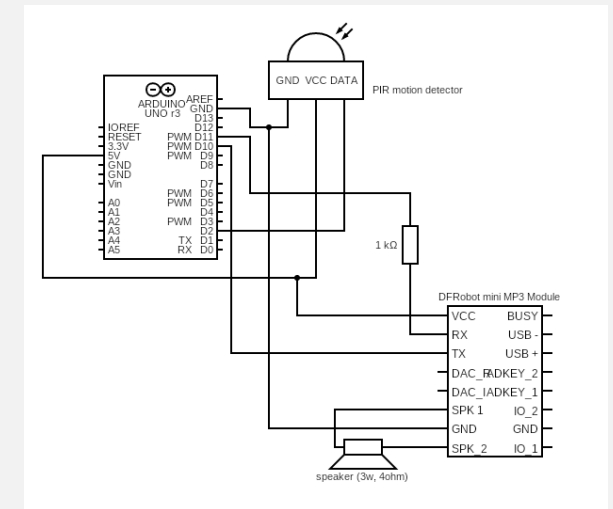 GND VCC DATA
PIR motion detector
ARDUINO
UNO r3
AREF
GND
D13
IOREF D12
RESET PWM D11
3.3V PWM D10
5V PWM D9
GND D8
GND
Vin D7
PWM D6
A0 PWM D5
A1 D4
A2 PWM D3
A3 D2
A4 TX D1
A5 RX D0
1 kΩ
DFRobot mini MP3 Module
VCC BUSY
RX USB -
TX USB +
DAC_R ADKEY_2
DAC_I ADKEY_1
SPK 1 IO_2
GND GND
SPK_2 IO_1
speaker (3w, 4ohm)